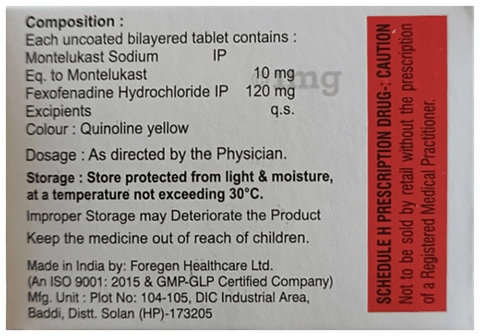 Composition :
Each uncoated bilayered tablet contains :
Montelukast Sodium IP
Eq. to Montelukast 10 mg
Fexofenadine Hydrochloride IP 120 mg
Excipients q.s.
Colour : Quinoline yellow
Dosage : As directed by the Physician.
Storage : Store protected from light & moisture,
at a temperature not exceeding 30°C.
Improper Storage may Deteriorate the Product
Keep the medicine out of reach of children.
Made in India by: Foregen Healthcare Ltd.
(An ISO 9001: 2015 & GMP-GLP Certified Company)
Mfg. Unit : Plot No: 104-105, DIC Industrial Area,
Baddi, Distt. Solan (HP)-173205
SCHEDULE H PRESCRIPTION DRUG-: CAUTION
Not to be sold by retail without the prescription
of a Registered Medical Practitioner.